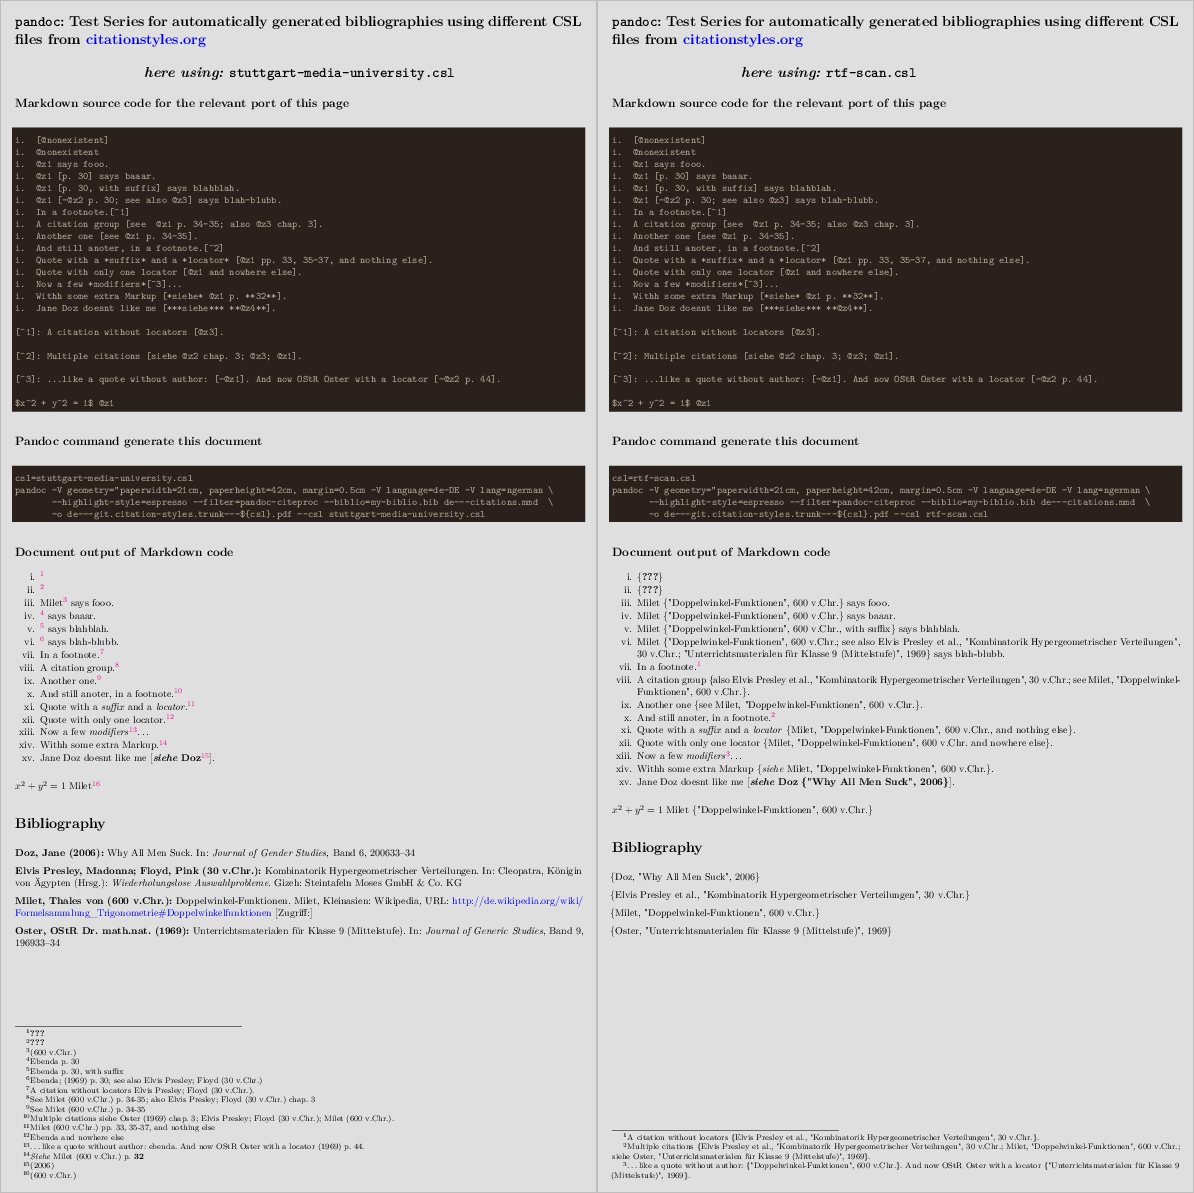 pandoc: Test Series for automatically generated bibliographies using different CSL
files from citationstyles.org
here using: stuttgart-media-university.csl
Markdown source code for the relevant port of this page
i. [@nonexistent]
i. @nonexistent
i. @z1 says fooo.
i. @z1 [p. 30] says baaar.
i. @z1 [p. 30, with suffix] says blahblah.
i. @z1 [-@z2 p. 30; see also @z3] says blah-blubb.
i. In a footnote.[^1]
i. A citation group [see @z1 p. 34-35; also @z3 chap. 3].
i. Another one [see @z1 p. 34-35].
i. And still anoter, in a footnote.[^2]
i. Quote with a *suffix* and a *locator* [@z1 pp. 33, 35-37, and nothing else].
i. Quote with only one locator [@z1 and nowhere else].
i. Now a few *modifiers*[^3]...
i. Withh some extra Markup [*siehe* @z1 p. **32**].
i. Jane Doz doesnt like me [***siehe*** **@z4**].
[^1]: A citation without locators [@z3].
[^2]: Multiple citations [siehe @z2 chap. 3; @z3; @z1].
[^3]: ...like a quote without author: [-@z1]. And now OStR Oster with a locator [-@z2 p. 44].
$x^2 + y^2 = 1$ @z1
Pandoc command generate this document
csl=stuttgart-media-university.csl
pandoc -V geometry="paperwidth=21cm, paperheight=42cm, margin=0.5cm -V language=de-DE -V lang=ngerman \
--highlight-style=espresso --filter=pandoc-citeproc --biblio=my-biblio.bib de---citations.mmd \
-o de---git.citation-styles.trunk---${csl}.pdf --csl stuttgart-media-university.csl
Document output of Markdown code
i. 1
ii. 2
iii. Milet3 says fooo.
iv. 4 says baaar.
v. 5 says blahblah.
vi. 6 says blah-blubb.
vii. In a footnote.7
viii. A citation group.8
ix. Another one.9
x. And still anoter, in a footnote.10
xi. Quote with a suffix and a locator.11
xii. Quote with only one locator.12
xiii. Now a few modifiers13...
xiv. Withh some extra Markup.14
xv. Jane Doz doesnt like me [siehe Doz15].
x2 + y2 = 1 Milet16
Bibliography
Doz, Jane (2006): Why All Men Suck. In: Journal of Gender Studies, Band 6, 200633–34
Elvis Presley, Madonna; Floyd, Pink (30 v.Chr.): Kombinatorik Hypergeometrischer Verteilungen. In: Cleopatra, Königin
von Ägypten (Hrsg.): Wiederholungslose Auswahlprobleme. Gizeh: Steintafeln Moses GmbH & Co. KG
Milet, Thales von (600 v.Chr.): Doppelwinkel-Funktionen. Milet, Kleinasien: Wikipedia, URL: http://de.wikipedia.org/wiki/
Formelsammlung_Trigonometrie#Doppelwinkelfunktionen [Zugriff:]
Oster, OStR Dr. math.nat. (1969): Unterrichtsmaterialen für Klasse 9 (Mittelstufe). In: Journal of Generic Studies, Band 9,
196933–34
1???
2???
3(600 v.Chr.)
4Ebenda p. 30
5Ebenda p. 30, with suffix
6Ebenda; (1969) p. 30; see also Elvis Presley; Floyd (30 v.Chr.)
7A citation without locators Elvis Presley; Floyd (30 v.Chr.).
8See Milet (600 v.Chr.) p. 34-35; also Elvis Presley; Floyd (30 v.Chr.) chap. 3
9See Milet (600 v.Chr.) p. 34-35
10Multiple citations siehe Oster (1969) chap. 3; Elvis Presley; Floyd (30 v.Chr.); Milet (600 v.Chr.).
11Milet (600 v.Chr.) pp. 33, 35-37, and nothing else
12Ebenda and nowhere else
13...like a quote without author: ebenda. And now OStR Oster with a locator (1969) p. 44.
14Siehe Milet (600 v.Chr.) p. 32
15(2006)
16(600 v.Chr.)
pandoc: Test Series for automatically generated bibliographies using different CSL
files from citationstyles.org
here using: rtf-scan.csl
Markdown source code for the relevant port of this page
i. [@nonexistent]
i. @nonexistent
i. @z1 says fooo.
i. @z1 [p. 30] says baaar.
i. @z1 [p. 30, with suffix] says blahblah.
i. @z1 [-@z2 p. 30; see also @z3] says blah-blubb.
i. In a footnote.[^1]
i. A citation group [see @z1 p. 34-35; also @z3 chap. 3].
i. Another one [see @z1 p. 34-35].
i. And still anoter, in a footnote.[^2]
i. Quote with a *suffix* and a *locator* [@z1 pp. 33, 35-37, and nothing else].
i. Quote with only one locator [@z1 and nowhere else].
i. Now a few *modifiers*[^3]...
i. Withh some extra Markup [*siehe* @z1 p. **32**].
i. Jane Doz doesnt like me [***siehe*** **@z4**].
[^1]: A citation without locators [@z3].
[^2]: Multiple citations [siehe @z2 chap. 3; @z3; @z1].
[^3]: ...like a quote without author: [-@z1]. And now OStR Oster with a locator [-@z2 p. 44].
$x^2 + y^2 = 1$ @z1
Pandoc command generate this document
csl=rtf-scan.csl
pandoc -V geometry="paperwidth=21cm, paperheight=42cm, margin=0.5cm -V language=de-DE -V lang=ngerman \
--highlight-style=espresso --filter=pandoc-citeproc --biblio=my-biblio.bib de---citations.mmd \
-o de---git.citation-styles.trunk---${csl}.pdf --csl rtf-scan.csl
Document output of Markdown code
i. {???}
ii. {???}
iii. Milet {"Doppelwinkel-Funktionen", 600 v.Chr.} says fooo.
iv. Milet {"Doppelwinkel-Funktionen", 600 v.Chr.} says baaar.
v. Milet {"Doppelwinkel-Funktionen", 600 v.Chr., with suffix} says blahblah.
vi. Milet {"Doppelwinkel-Funktionen", 600 v.Chr.; see also Elvis Presley et al., "Kombinatorik Hypergeometrischer Verteilungen",
30 v.Chr.; "Unterrichtsmaterialen für Klasse 9 (Mittelstufe)", 1969} says blah-blubb.
vii. In a footnote.1
viii. A citation group {also Elvis Presley et al., "Kombinatorik Hypergeometrischer Verteilungen", 30 v.Chr.; see Milet, "Doppelwinkel-
Funktionen", 600 v.Chr.}.
ix. Another one {see Milet, "Doppelwinkel-Funktionen", 600 v.Chr.}.
x. And still anoter, in a footnote.2
xi. Quote with a suffix and a locator {Milet, "Doppelwinkel-Funktionen", 600 v.Chr., and nothing else}.
xii. Quote with only one locator {Milet, "Doppelwinkel-Funktionen", 600 v.Chr. and nowhere else}.
xiii. Now a few modifiers3...
xiv. Withh some extra Markup {siehe Milet, "Doppelwinkel-Funktionen", 600 v.Chr.}.
xv. Jane Doz doesnt like me [siehe Doz {"Why All Men Suck", 2006}].
x2 + y2 = 1 Milet {"Doppelwinkel-Funktionen", 600 v.Chr.}
Bibliography
{Doz, "Why All Men Suck", 2006}
{Elvis Presley et al., "Kombinatorik Hypergeometrischer Verteilungen", 30 v.Chr.}
{Milet, "Doppelwinkel-Funktionen", 600 v.Chr.}
{Oster, "Unterrichtsmaterialen für Klasse 9 (Mittelstufe)", 1969}
1A citation without locators {Elvis Presley et al., "Kombinatorik Hypergeometrischer Verteilungen", 30 v.Chr.}.
2Multiple citations {Elvis Presley et al., "Kombinatorik Hypergeometrischer Verteilungen", 30 v.Chr.; Milet, "Doppelwinkel-Funktionen", 600 v.Chr.;
siehe Oster, "Unterrichtsmaterialen für Klasse 9 (Mittelstufe)", 1969}.
3...like a quote without author: {"Doppelwinkel-Funktionen", 600 v.Chr.}. And now OStR Oster with a locator {"Unterrichtsmaterialen für Klasse 9
(Mittelstufe)", 1969}.